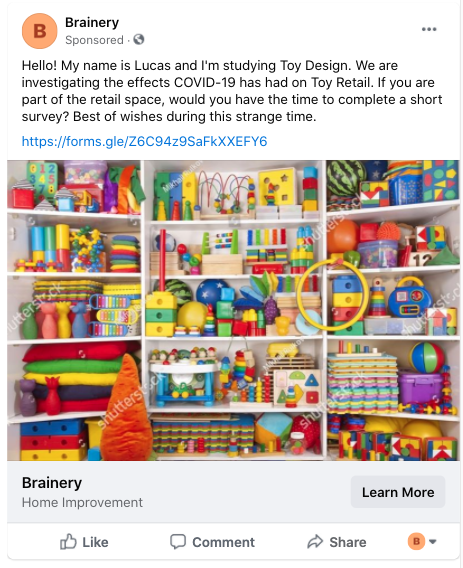 B
Brainery
Sponsored ·
Hello! My name is Lucas and I'm studying Toy Design. We are
investigating the effects COVID-19 has had on Toy Retail. If you are
part of the retail space, would you have the time to complete a short
survey? Best of wishes during this strange time.
https://forms.gle/Z6C94z9SaFkXXEFY6
shutterstock
shutterstock
shutterstock
Brainery
Home Improvement
Learn More
Like
Comment
Share
B